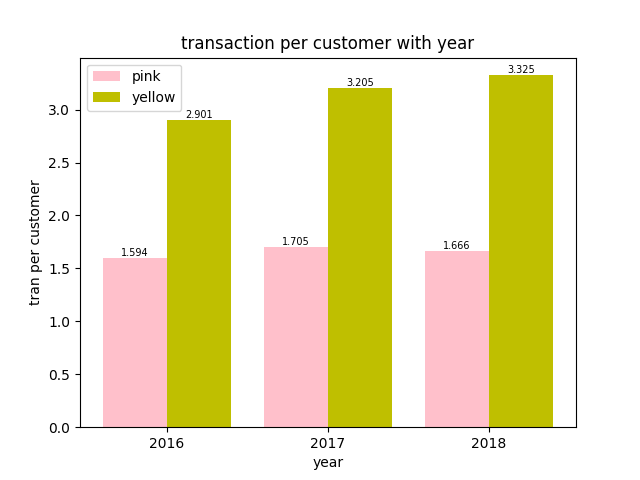 transaction per customer with year
pink
yellow
3.325
3.205
2.901
1.705
1.666
1.594
3.0
2.5
2.0
1.5
1.0
0.5
0.0
tran per customer
2016 2017 2018
year